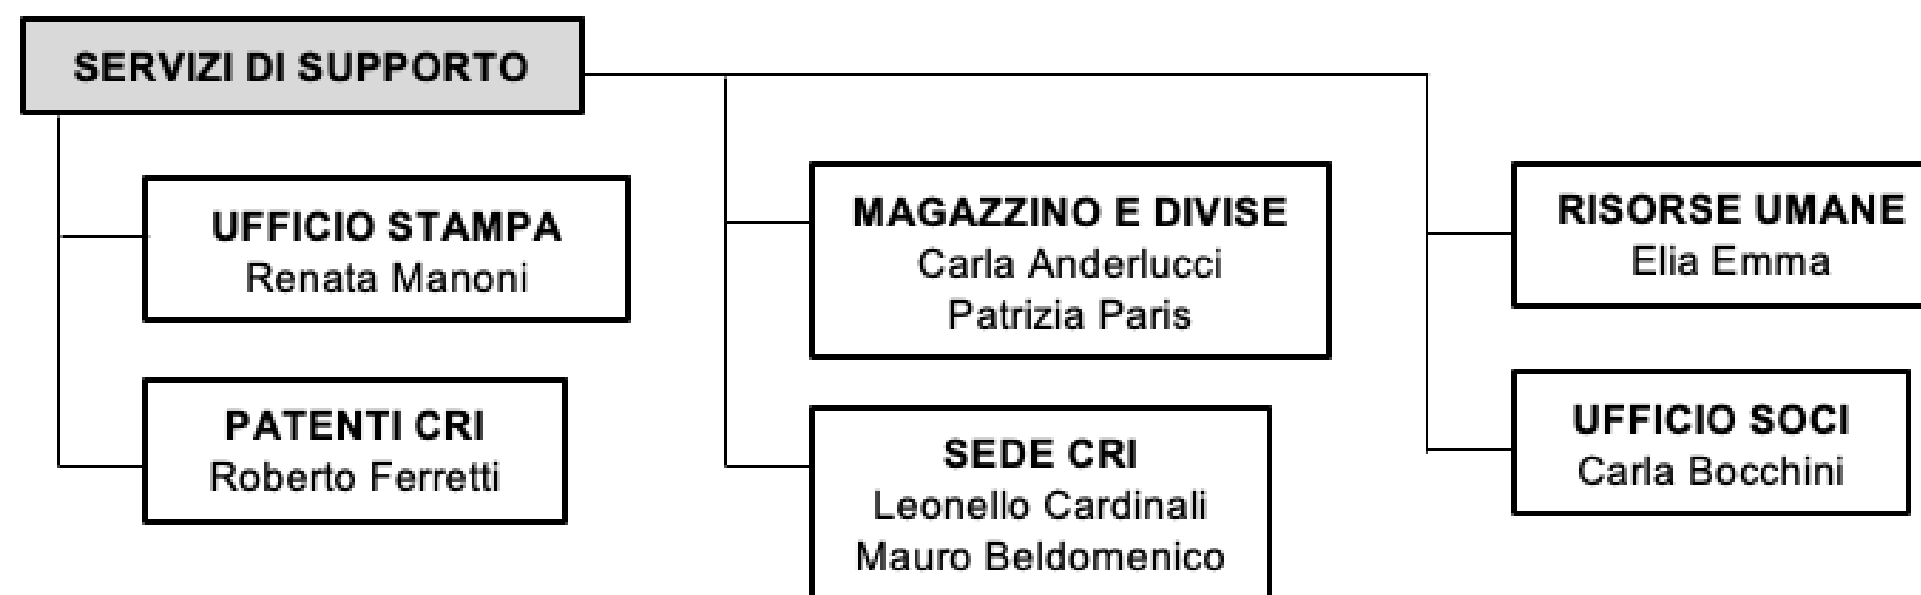 SERVIZI DI SUPPORTO
UFFICIO STAMPA
Renata Manoni
PATENTI CRI
Roberto Ferretti
MAGAZZINO E DIVISE
Carla Anderlucci
Patrizia Paris
SEDE CRI
Leonello Cardinali
Mauro Beldomenico
RISORSE UMANE
Elia Emma
UFFICIO SOCI
Carla Bocchini